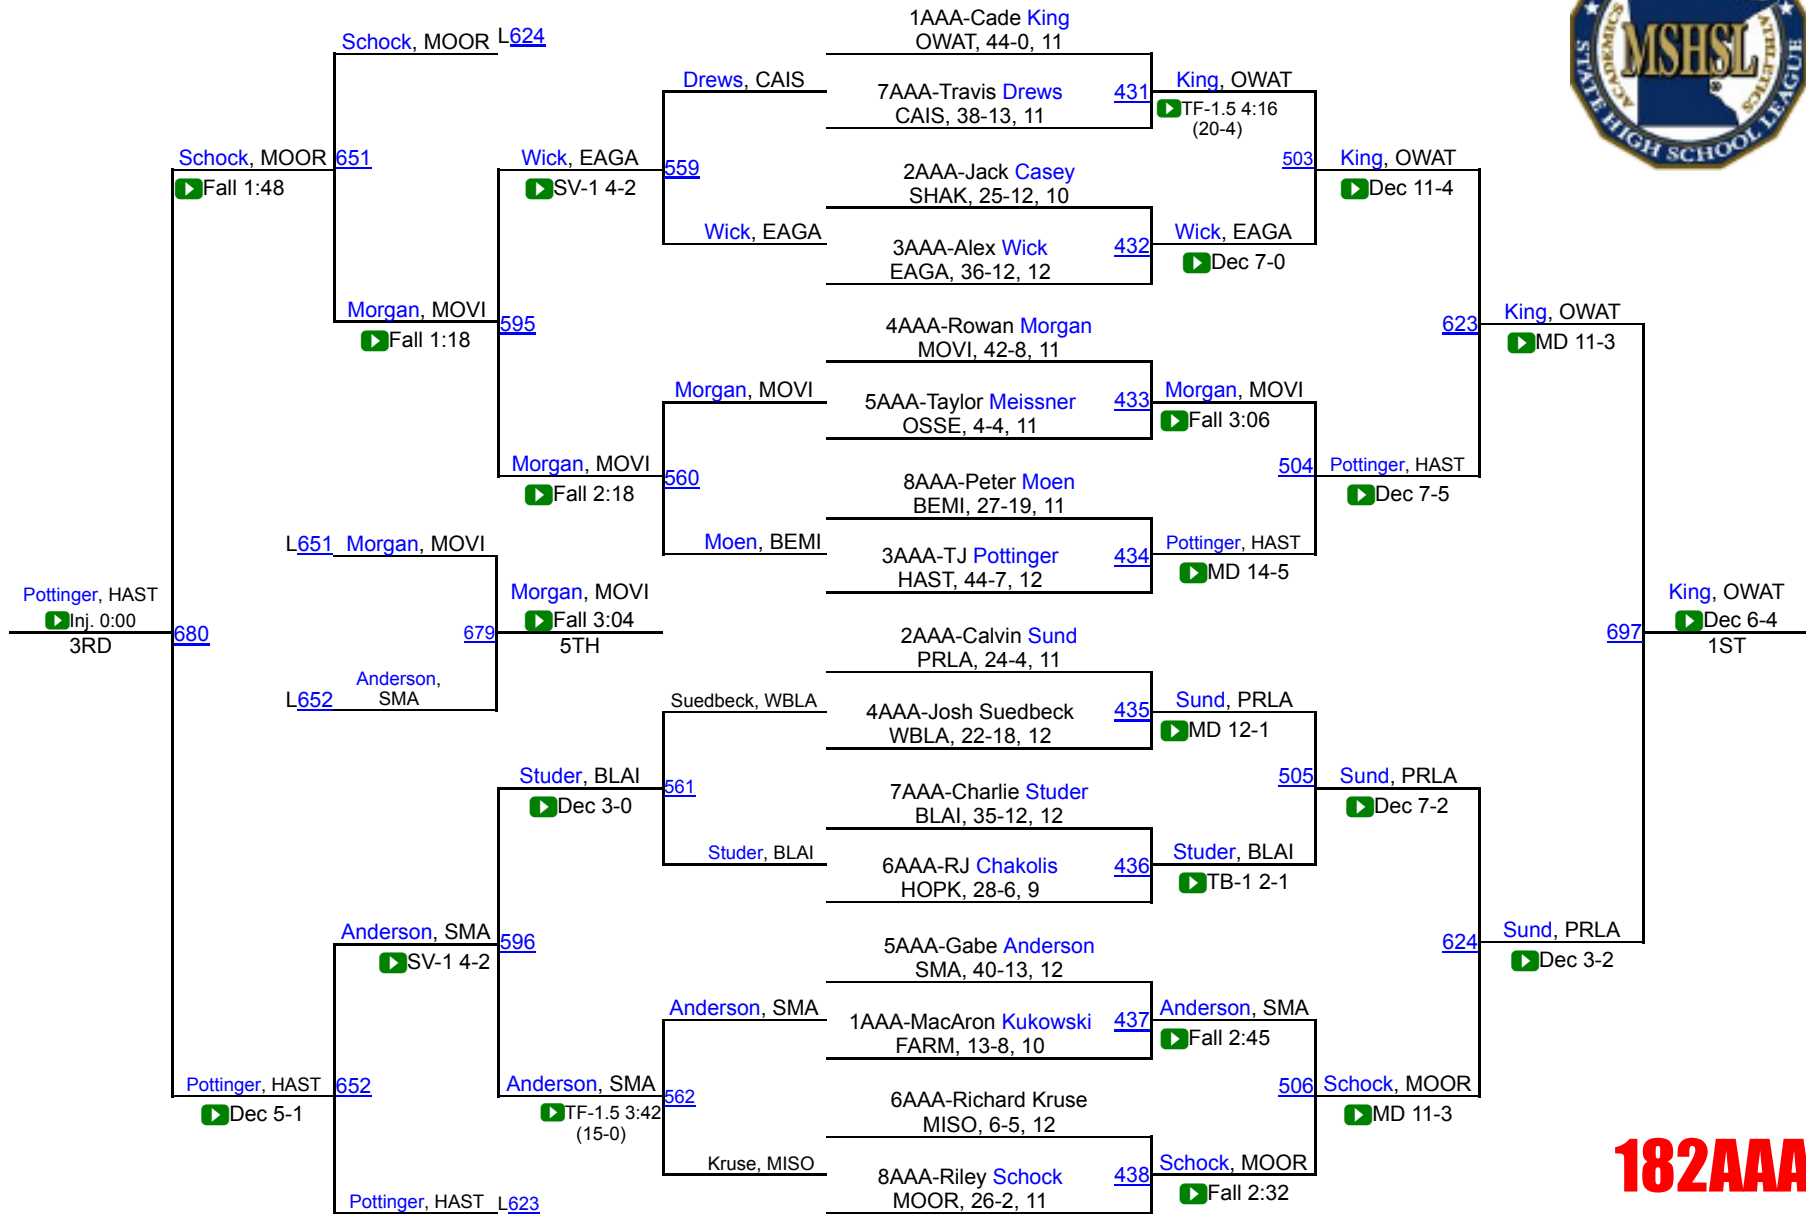 Schock, MOOR L624
Schock, MOOR 651
Fall 1:48
Drews, CAIS
Wick, EAGA 559
SV-1 4-2
Wick, EAGA
Morgan, MOVI 595
Fall 1:18
Morgan, MOVI
Morgan, MOVI 560
Fall 2:18
Moen, BEMI
L651 Morgan, MOVI
Pottinger, HAST
Inj. 0:00
680
3RD
Morgan, MOVI
679 Fall 3:04
5TH
L652 Anderson,
SMA
Suedbeck, WBLA
Studer, BLAI 561
Dec 3-0
Studer, BLAI
Anderson, SMA 596
SV-1 4-2
Anderson, SMA
Pottinger, HAST 652
Dec 5-1
Anderson, SMA 562
TF-1.5 3:42
(15-0)
Kruse, MISO
Pottinger, HAST L623
1AAA-Cade King
OWAT, 44-0, 11
7AAA-Travis Drews 431
CAIS, 38-13, 11
2AAA-Jack Casey
SHAK, 25-12, 10
3AAA-Alex Wick 432
EAGA, 36-12, 12
4AAA-Rowan Morgan
MOVI, 42-8, 11
5AAA-Taylor Meissner 433
OSSE, 4-4, 11
8AAA-Peter Moen
BEMI, 27-19, 11
3AAA-TJ Pottinger 434
HAST, 44-7, 12
2AAA-Calvin Sund
PRLA, 24-4, 11
4AAA-Josh Suedbeck 435
WBLA, 22-18, 12
7AAA-Charlie Studer
BLAI, 35-12, 12
6AAA-RJ Chakolis 436
HOPK, 28-6, 9
5AAA-Gabe Anderson
SMA, 40-13, 12
1AAA-MacAron Kukowski 437
FARM, 13-8, 10
6AAA-Richard Kruse
MISO, 6-5, 12
8AAA-Riley Schock 438
MOOR, 26-2, 11
King, OWAT
TF-1.5 4:16
(20-4)
Wick, EAGA
Dec 7-0
Morgan, MOVI
Fall 3:06
Pottinger, HAST
MD 14-5
Sund, PRLA
MD 12-1
Studer, BLAI
TB-1 2-1
Anderson, SMA
Fall 2:45
Schock, MOOR
Fall 2:32
503 King, OWAT
Dec 11-4
504 Pottinger, HAST
Dec 7-5
505 Sund, PRLA
Dec 7-2
506 Schock, MOOR
MD 11-3
623 King, OWAT
MD 11-3
624 Sund, PRLA
Dec 3-2
King, OWAT
697 Dec 6-4
1ST
ACADEMICS
ATHLETICS
MSHSL
STATE HIGH SCHOOL LEAGUE
182AAA